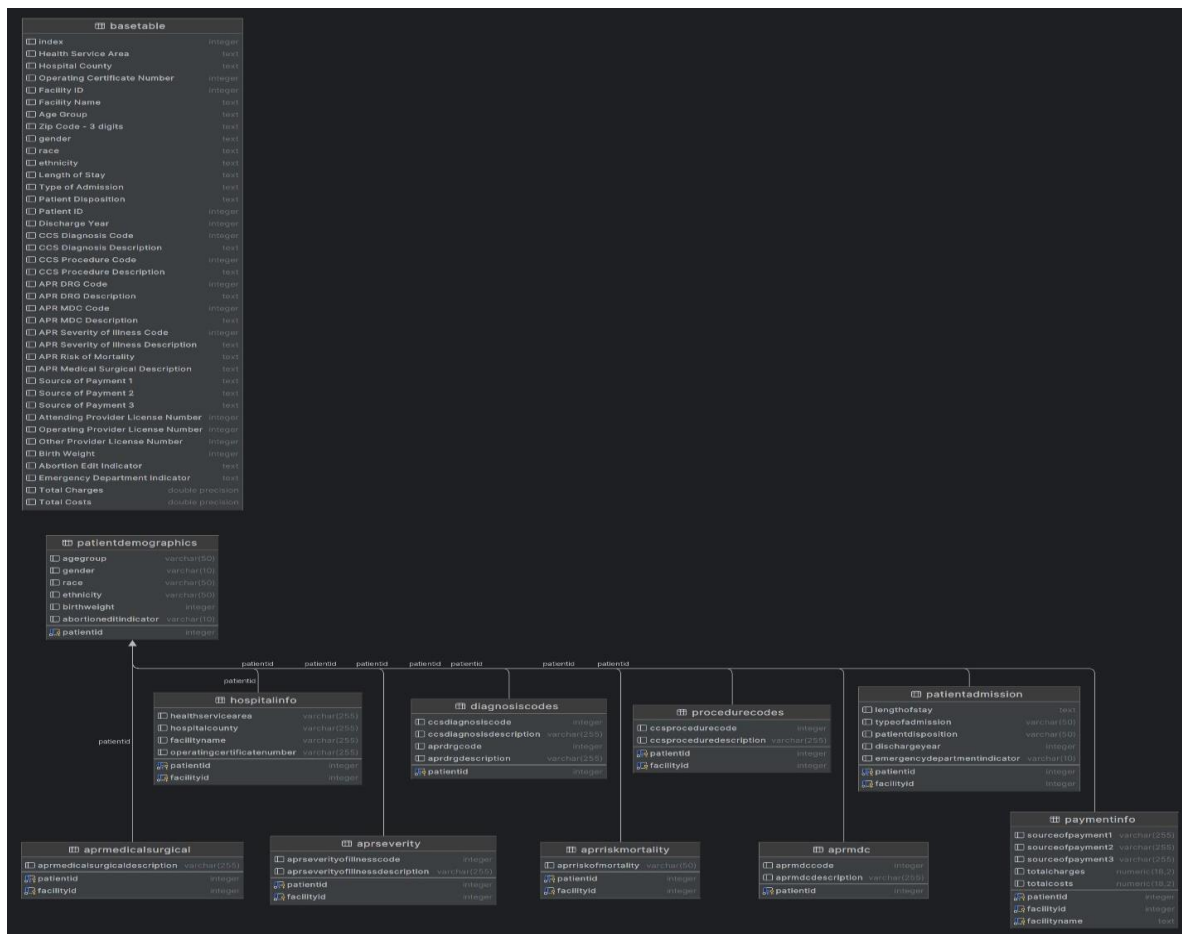 basetable
index integer
Health Service Area text
Hospital County text
Operating Certificate Number integer
Facility ID integer
Facility Name text
Age Group text
Zip Code - 3 digits text
gender text
race text
ethnicity text
Length of Stay text
Type of Admission text
Patient Disposition text
Patient ID integer
Discharge Year integer
CCS Diagnosis Code integer
CCS Diagnosis Description text
CCS Procedure Code integer
CCS Procedure Description text
APR DRG Code integer
APR DRG Description text
APR MDC Code integer
APR MDC Description text
APR Severity of Illness Code integer
APR Severity of Illness Description text
APR Risk of Mortality text
APR Medical Surgical Description text
Source of Payment 1 text
Source of Payment 2 text
Source of Payment 3 text
Attending Provider License Number integer
Operating Provider License Number integer
Other Provider License Number integer
Birth Weight integer
Abortion Edit Indicator text
Emergency Department Indicator text
Total Charges double precision
Total Costs double precision
patientdemographics
agegroup varchar(50)
gender varchar(10)
race varchar(50)
ethnicity varchar(50)
birthweight integer
abortioneditindicator varchar(10)
patientid integer
patientid patientid patientid patientid patientid patientid patientid
patientid
patientid
hospitalinfo
healthservicearea varchar(255)
hospitalcounty varchar(255)
facilityname varchar(255)
operatingcertificatenumber varchar(255)
patientid integer
facilityid integer
diagnosiscodes
ccsdiagnosiscode integer
ccsdiagnosisdescription varchar(255)
aprdrgcode integer
aprdrgdescription varchar(255)
patientid integer
procedurecodes
ccsprocedurecode integer
ccsproceduredescription varchar(255)
patientid integer
facilityid integer
patientadmission
lengthofstay text
typeofadmission varchar(50)
patientdisposition varchar(50)
dischargeyear integer
emergencydepartmentindicator varchar(10)
patientid integer
facilityid integer
aprmedicalsurgical
aprmedicalsurgicaldescription varchar(255)
patientid integer
facilityid integer
aprseverity
aprseverityofillnesscode integer
aprseverityofillnessdescription varchar(255)
patientid integer
facilityid integer
aprriskmortality
aprriskofmortality varchar(50)
patientid integer
facilityid integer
aprmdc
aprmdccode integer
aprmdcdescription varchar(255)
patientid integer
paymentinfo
sourceofpayment1 varchar(255)
sourceofpayment2 varchar(255)
sourceofpayment3 varchar(255)
totalcharges numeric(18,2)
totalcosts numeric(18,2)
patientid integer
facilityid integer
facilityname text